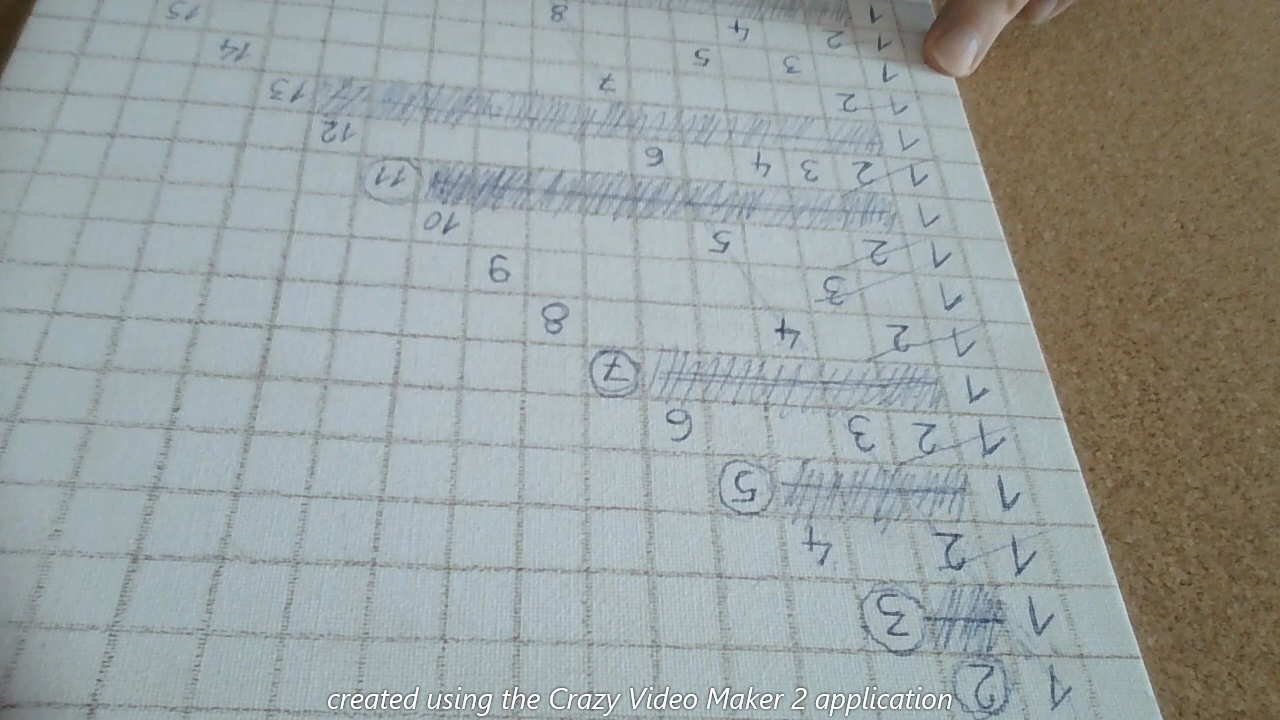 1 2
1 3
1 2 4
1 5
1 2 3 6
1 7
1 2 4 8
1 3 9
1 2 5 10
1 11
1 2 3 4 6 12
1 13
1 2 7 14
1 3 5 15
1 2 4 8
1
created using the Crazy Video Maker 2 application